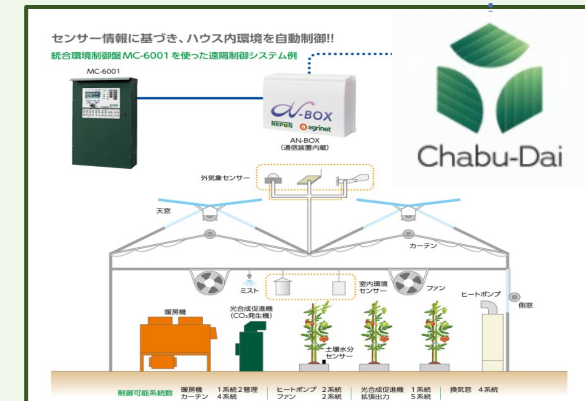 センサー情報に基づき、ハウス内環境を自動制御!!
統合環境制御盤MC-6001を使った遠隔制御システム例
MC-6001
N-BOX
NEPON agrinet
AN-BOX
(通信装置内蔵)
Chabu-Dai
外気象センサー
天窓
カーテン
ミスト
室内環境
センサー
ファン
ヒートポンプ
側窓
暖房機
光合成促進機
(CO₂発生機)
土壌水分
センサー
制御可能系統数 暖房機 1系統2管理 ヒートポンプ 2系統 光合成促進機 1系統 換気窓 4系統
カーテン 4系統 ファン 2系統 拡張出力 5系統